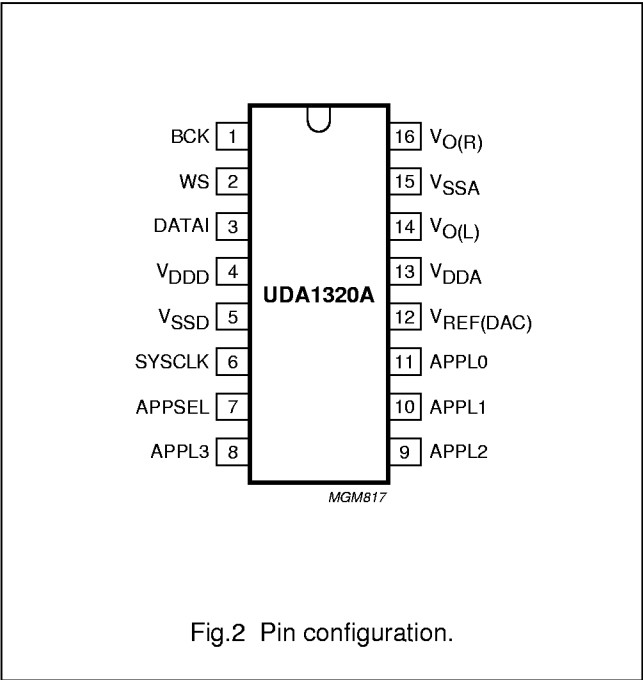 BCK 1
WS 2
DATAI 3
VDDD 4
VSSD 5
SYSCLK 6
APPSEL 7
APPL3 8
UDA1320A
16 VO(R)
15 VSSA
14 VO(L)
13 VDDA
12 VREF(DAC)
11 APPL0
10 APPL1
9 APPL2
MGM817
Fig.2 Pin configuration.